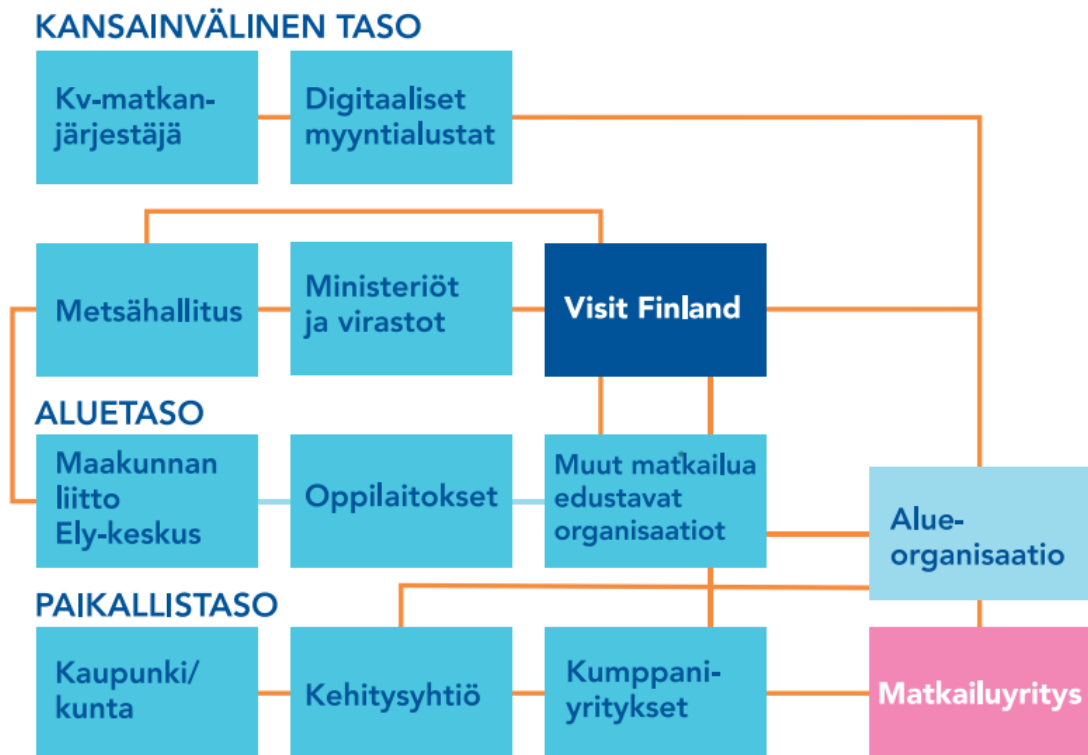 KANSAINVÄLINEN TASO
Kv-matkan-
järjestäjä
Digitaaliset
myyntialustat
Metsähallitus
Ministeriöt
ja virastot
Visit Finland
ALUETASO
Maakunnan
liitto
Ely-keskus
Oppilaitokset
Muut matkailua
edustavat
organisaatiot
Alue-
organisaatio
PAIKALLISTASO
Kaupunki/
kunta
Kehitysyhtiö
Kumppani-
yritykset
Matkailuyritys